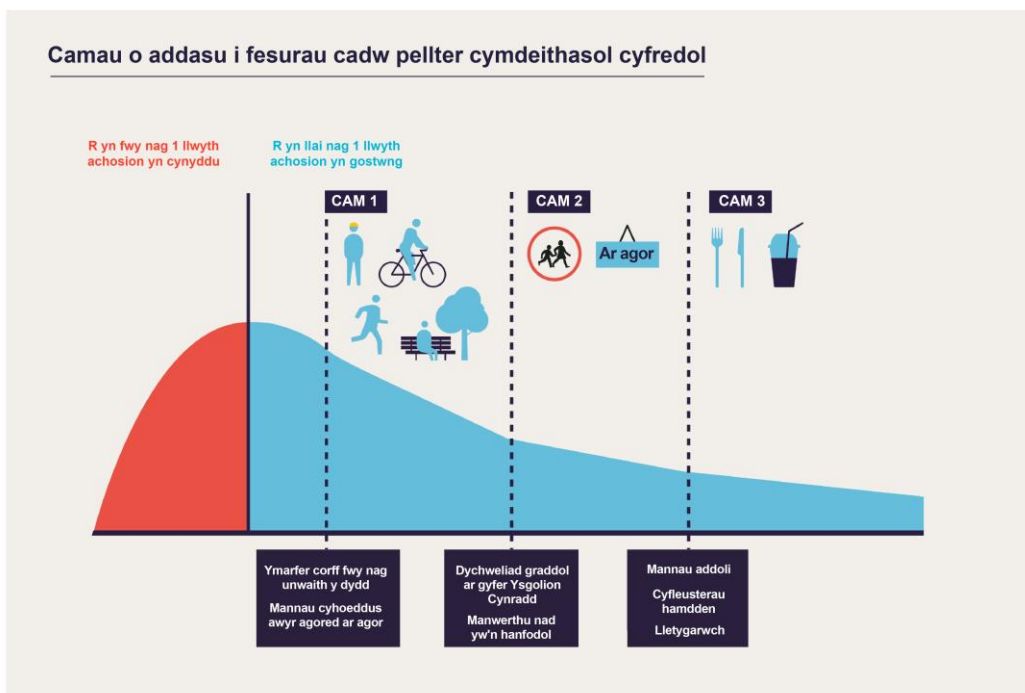 Camau o addasu i fesurau cadw pellter cymdeithasol cyfredol
R yn fwy nag 1 llwyth
achosion yn cynyddu
R yn llai nag 1 llwyth
achosion yn gostwng
CAM 1
CAM 2
CAM 3
Ar agor
Ymarfer corff fwy nag
unwaith y dydd
Mannau cyhoeddus
awyr agored ar agor
Dychweliad graddol
ar gyfer Ysgolion
Cynradd
Manwerthu nad
yw'n hanfodol
Mannau addoli
Cyfleusterau
hamdden
Lletygarwch